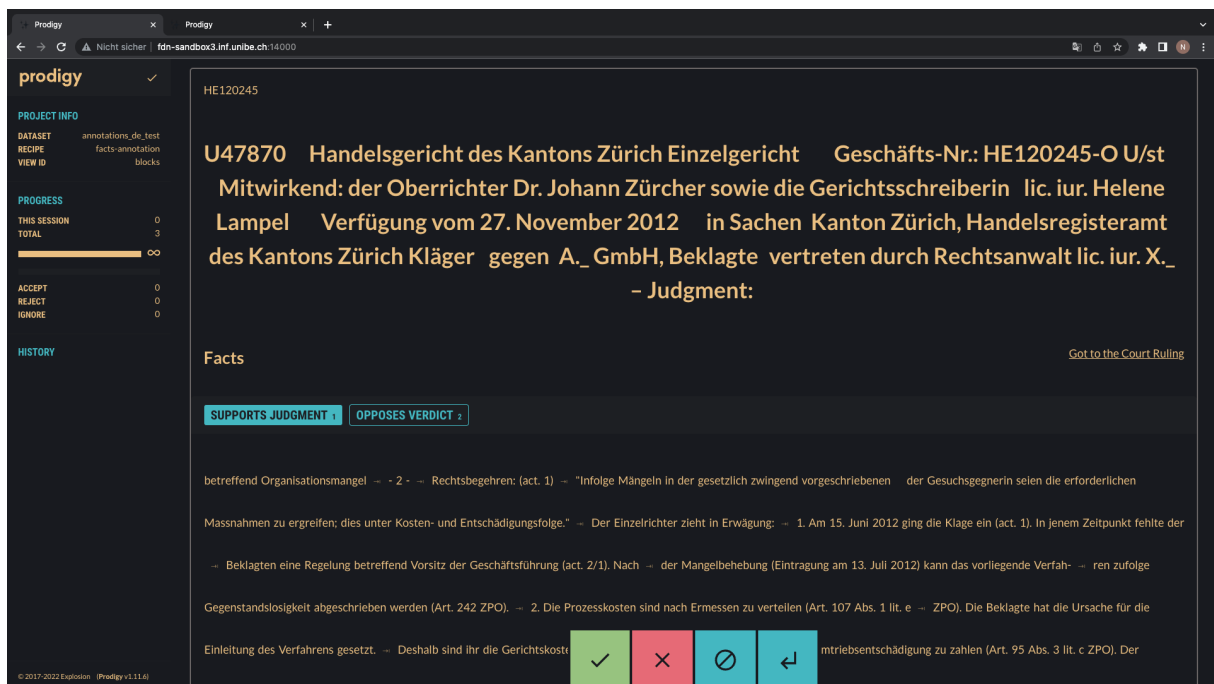 Prodigy
Prodigy
Nicht sicher | fdn-sandbox3.inf.unibe.ch:14000
N
prodigy
PROJECT INFO
DATASET annotations_de_test
RECIPE facts-annotation
VIEW ID blocks
PROGRESS
THIS SESSION 0
TOTAL 3
∞
ACCEPT 0
REJECT 0
IGNORE 0
HISTORY
© 2017-2022 Explosion (Prodigy v1.11.6)
HE120245
U47870 Handelsgericht des Kantons Zürich Einzelgericht Geschäfts-Nr.: HE120245-O U/st
Mitwirkend: der Oberrichter Dr. Johann Zürcher sowie die Gerichtsschreiberin lic. iur. Helene
Lampel Verfügung vom 27. November 2012 in Sachen Kanton Zürich, Handelsregisteramt
des Kantons Zürich Kläger gegen A._ GmbH, Beklagte vertreten durch Rechtsanwalt lic. iur. X._
– Judgment:
Facts
Got to the Court Ruling
SUPPORTS JUDGMENT 1 OPPOSES VERDICT 2
betreffend Organisationsmangel - 2 - Rechtsbegehren: (act. 1) "Infolge Mängeln in der gesetzlich zwingend vorgeschriebenen der Gesuchsgegnerin seien die erforderlichen
Massnahmen zu ergreifen; dies unter Kosten- und Entschädigungsfolge." Der Einzelrichter zieht in Erwägung: 1. Am 15. Juni 2012 ging die Klage ein (act. 1). In jenem Zeitpunkt fehlte der
Beklagten eine Regelung betreffend Vorsitz der Geschäftsführung (act. 2/1). Nach der Mangelbehebung (Eintragung am 13. Juli 2012) kann das vorliegende Verfah- ren zufolge
Gegenstandslosigkeit abgeschrieben werden (Art. 242 ZPO). 2. Die Prozesskosten sind nach Ermessen zu verteilen (Art. 107 Abs. 1 lit. e ZPO). Die Beklagte hat die Ursache für die
Einleitung des Verfahrens gesetzt. Deshalb sind ihr die Gerichtskoste mtriebsentschädigung zu zahlen (Art. 95 Abs. 3 lit. c ZPO). Der